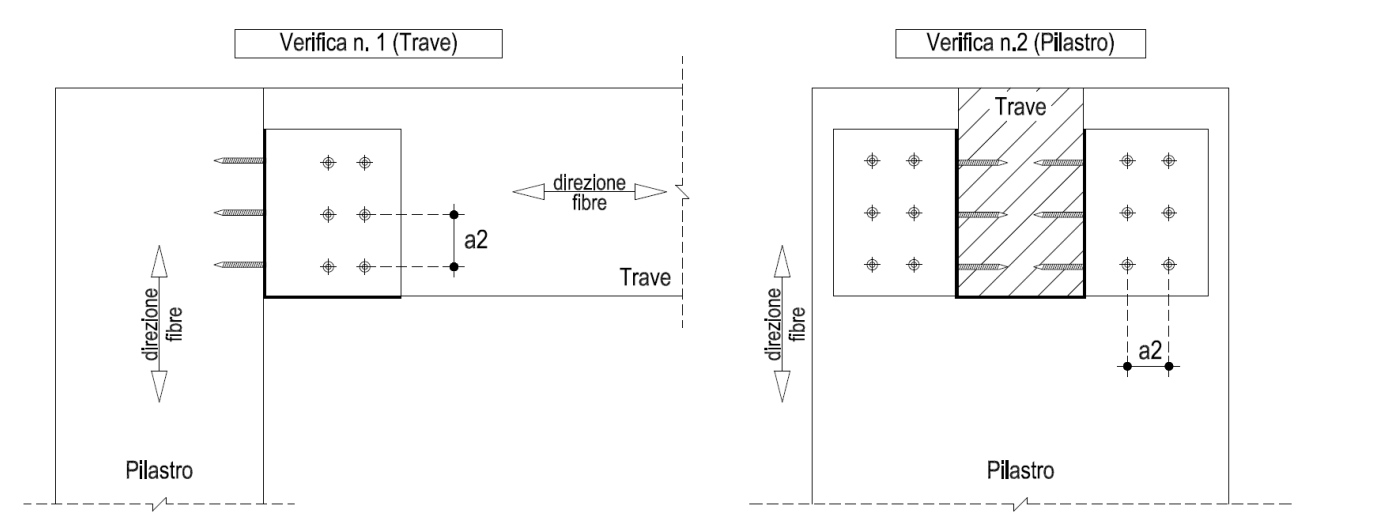 Verifica n. 1 (Trave)
direzione
fibre
a2
Trave
direzione
fibre
Pilastro
Verifica n.2 (Pilastro)
Trave
direzione
fibre
a2
Pilastro